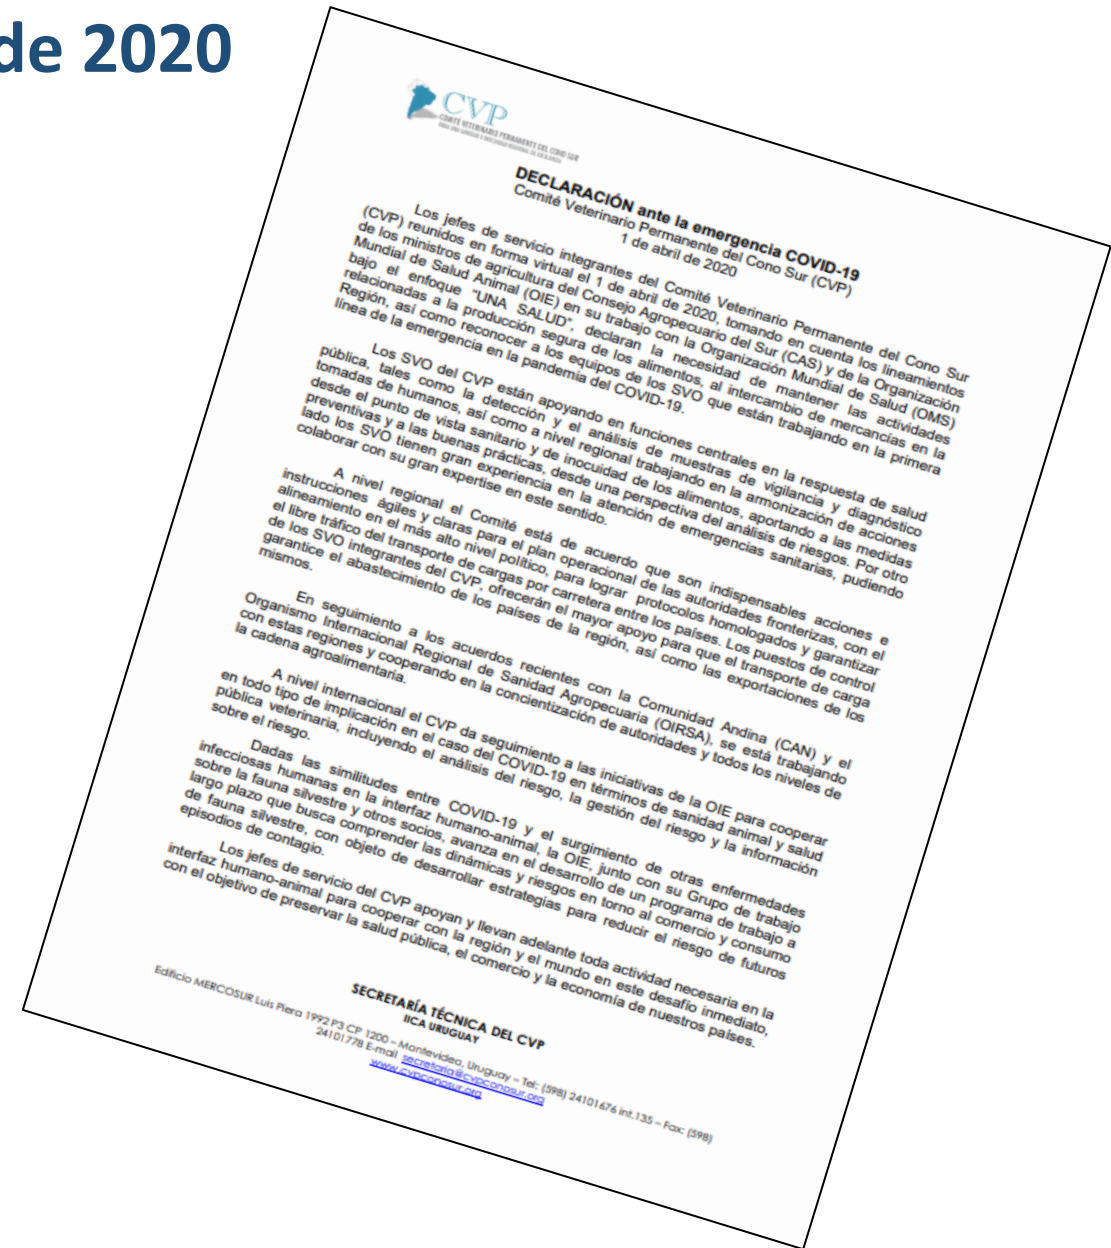 de 2020
CVP
COMITÉ VETERINARIO PERMANENTE DEL CONO SUR
DECLARACIÓN ante la emergencia COVID-19
Comité Veterinario Permanente del Cono Sur (CVP)
1 de abril de 2020
Los jefes de servicio integrantes del Comité Veterinario Permanente del Cono Sur
(CVP) reunidos en forma virtual el 1 de abril de 2020, tomando en cuenta los lineamientos
de los ministros de agricultura del Consejo Agropecuario del Sur (CAS) y de la Organización
Mundial de Salud Animal (OIE) en su trabajo con la Organización Mundial de Salud (OMS)
bajo el enfoque "UNA SALUD", declaran la necesidad de mantener las actividades
relacionadas a la producción segura de los alimentos, al intercambio de mercancías en la
Región, así como reconocer a los equipos de los SVO que están trabajando en la primera
línea de la emergencia en la pandemia del COVID-19.
Los SVO del CVP están apoyando en funciones centrales en la respuesta de salud
pública, tales como la detección y el análisis de muestras de vigilancia y diagnóstico
tomadas de humanos, así como a nivel regional trabajando en la armonización de acciones
desde el punto de vista sanitario y de inocuidad de los alimentos, aportando a las medidas
preventivas y a las buenas prácticas, desde una perspectiva del análisis de riesgos. Por otro
lado los SVO tienen gran experiencia en la atención de emergencias sanitarias, pudiendo
colaborar con su gran expertise en este sentido.
A nivel regional el Comité está de acuerdo que son indispensables acciones e
instrucciones ágiles y claras para el plan operacional de las autoridades fronterizas, con el
alineamiento en el más alto nivel político, para lograr protocolos homologados y garantizar
el libre tráfico del transporte de cargas por carretera entre los países. Los puestos de control
de los SVO integrantes del CVP, ofrecerán el mayor apoyo para que el transporte de carga
garantice el abastecimiento de los países de la región, así como las exportaciones de los
mismos.
En seguimiento a los acuerdos recientes con la Comunidad Andina (CAN) y el
Organismo Internacional Regional de Sanidad Agropecuaria (OIRSA), se está trabajando
con estas regiones y cooperando en la concientización de autoridades y todos los niveles de
la cadena agroalimentaria.
A nivel internacional el CVP da seguimiento a las iniciativas de la OIE para cooperar
en todo tipo de implicación en el caso del COVID-19 en términos de sanidad animal y salud
pública veterinaria, incluyendo el análisis del riesgo, la gestión del riesgo y la información
sobre el riesgo.
Dadas las similitudes entre COVID-19 y el surgimiento de otras enfermedades
infecciosas humanas en la interfaz humano-animal, la OIE, junto con su Grupo de trabajo
sobre la fauna silvestre y otros socios, avanza en el desarrollo de un programa de trabajo a
largo plazo que busca comprender las dinámicas y riesgos en torno al comercio y consumo
de fauna silvestre, con objeto de desarrollar estrategias para reducir el riesgo de futuros
episodios de contagio.
Los jefes de servicio del CVP apoyan y llevan adelante toda actividad necesaria en la
interfaz humano-animal para cooperar con la región y el mundo en este desafío inmediato,
con el objetivo de preservar la salud pública, el comercio y la economía de nuestros países.
SECRETARÍA TÉCNICA DEL CVP
IICA URUGUAY
Edificio MERCOSUR Luis Piera 1992 P3 CP 1200 – Montevideo, Uruguay – Tel: (598) 24101676 int.135 – Fax: (598)
24101778 E-mail secretaria@cvpconosur.org
www.cvpconosur.org